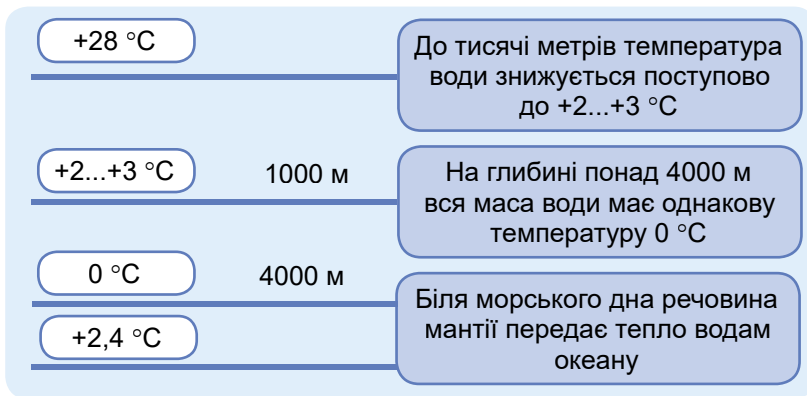 +28 °C
До тисячі метрів температура
води знижується поступово
до +2...+3 °C
+2...+3 °C
1000 м
На глибині понад 4000 м
вся маса води має однакову
температуру 0 °C
0 °C
4000 м
Біля морського дна речовина
мантії передає тепло водам
океану
+2,4 °C